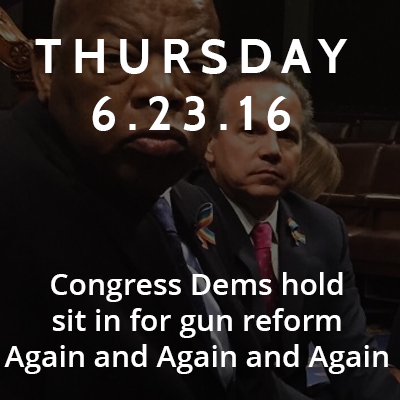 THURSDAY
6.23.16
Congress Dems hold
sit in for gun reform
Again and Again and Again